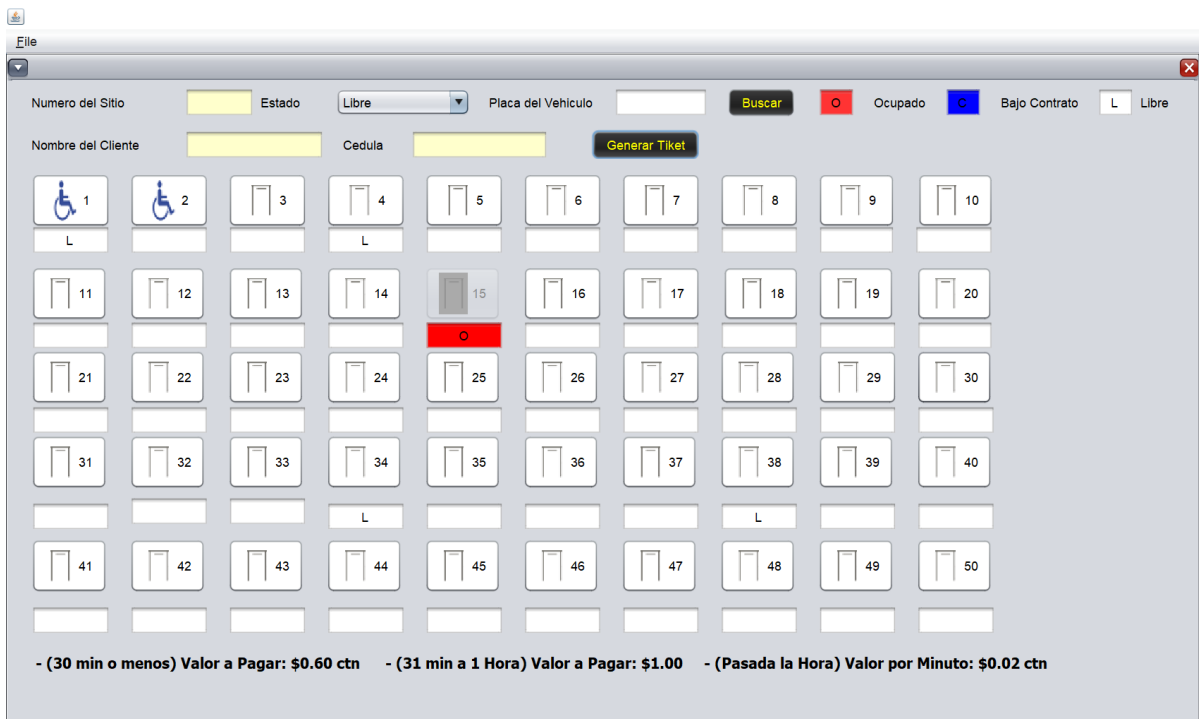 File
Numero del Sitio Estado Libre Placa del Vehiculo Buscar O Ocupado C Bajo Contrato L Libre
Nombre del Cliente Cedula Generar Tiket
1 2 3 4 5 6 7 8 9 10
L L
11 12 13 14 15 16 17 18 19 20
O
21 22 23 24 25 26 27 28 29 30
31 32 33 34 35 36 37 38 39 40
L L
41 42 43 44 45 46 47 48 49 50
- (30 min o menos) Valor a Pagar: $0.60 ctn - (31 min a 1 Hora) Valor a Pagar: $1.00 - (Pasada la Hora) Valor por Minuto: $0.02 ctn